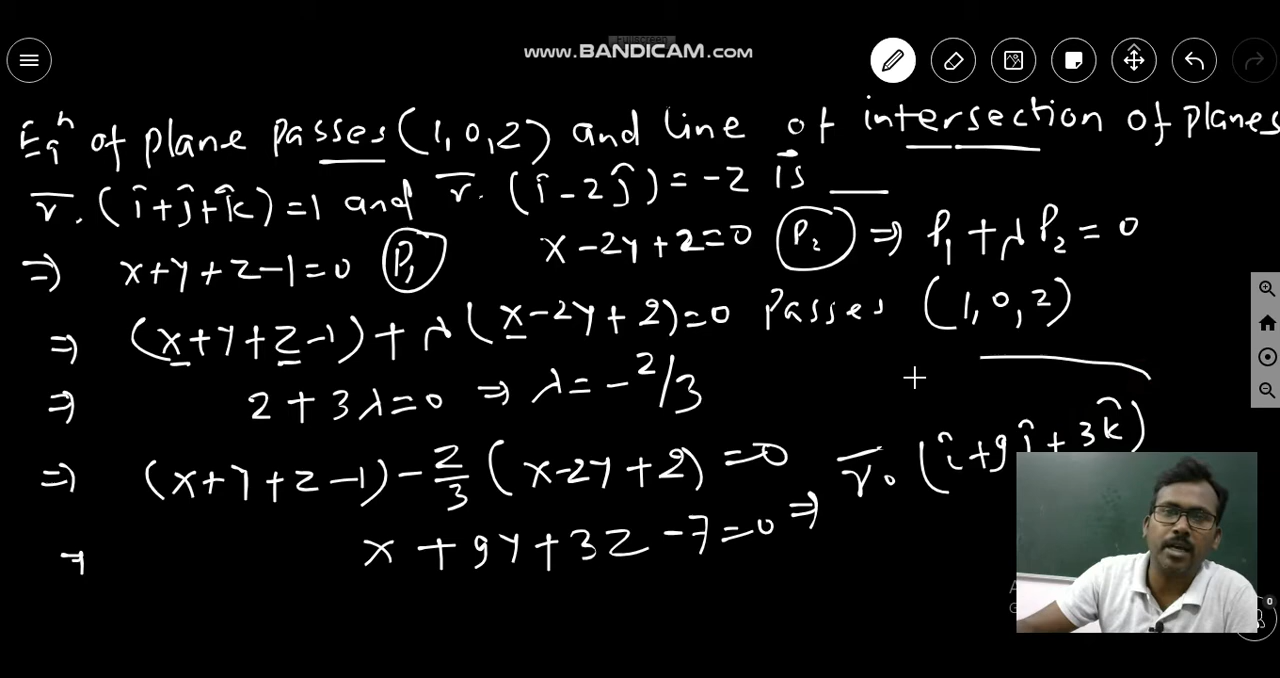 www.BANDICAM.com
Eqⁿ of plane passes (1,0,2) and line of intersection of planes
r̅.(î+ĵ+k̂)=1 and r̅.(î-2ĵ)=-2 is ___
⇒ x+y+z-1=0 P₁ x-2y+2=0 P₂ ⇒ P₁+λP₂=0
⇒ (x+y+z-1)+λ(x-2y+2)=0 passes (1,0,2)
⇒ 2+3λ=0 ⇒ λ=-2/3
⇒ (x+y+z-1)-2/3(x-2y+2)=0
⇒ x+9y+3z-7=0 ⇒ r̅.(î+9ĵ+3k̂)
0